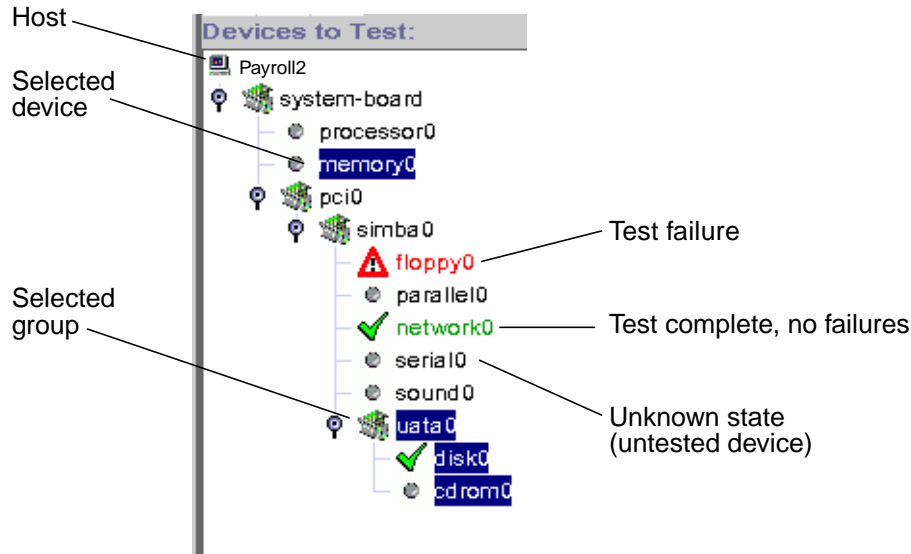 Host
Devices to Test:
Payroll2
Selected
device
system-board
processor0
memory0
pci0
simba0
Test failure
floppy0
parallel0
Selected
group
network0
Test complete, no failures
serial0
sound0
Unknown state
(untested device)
uata0
disk0
cdrom0